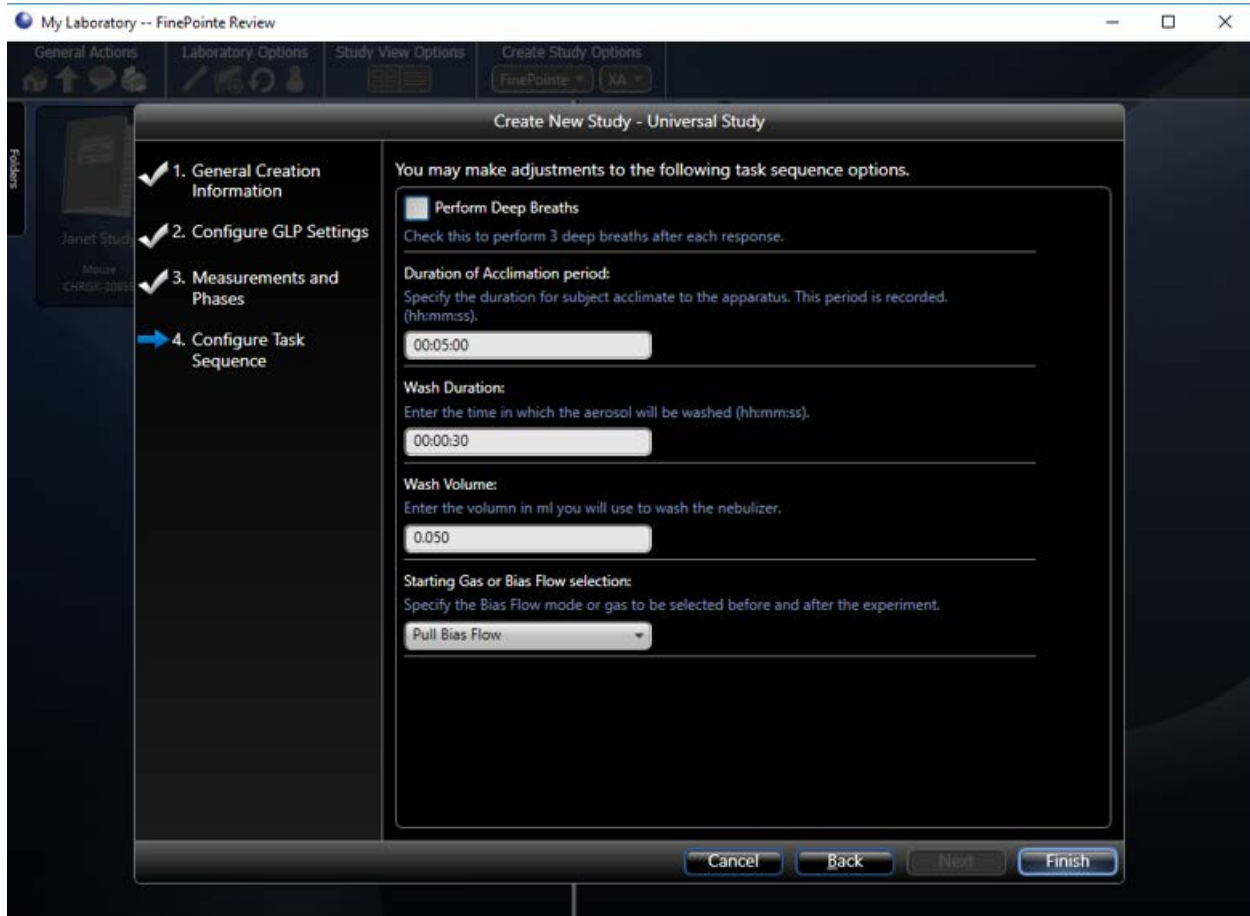 My Laboratory -- FinePointe Review
General Actions
Laboratory Options
Study View Options
Create Study Options
FinePointe
XA
Folders
Janet Study
Mouse
Create New Study - Universal Study
1. General Creation
Information
2. Configure GLP Settings
3. Measurements and
Phases
4. Configure Task
Sequence
You may make adjustments to the following task sequence options.
Perform Deep Breaths
Check this to perform 3 deep breaths after each response.
Duration of Acclimation period:
Specify the duration for subject acclimate to the apparatus. This period is recorded.
(hh:mm:ss).
00:05:00
Wash Duration:
Enter the time in which the aerosol will be washed (hh:mm:ss).
00:00:30
Wash Volume:
Enter the volumn in ml you will use to wash the nebulizer.
0.050
Starting Gas or Bias Flow selection:
Specify the Bias Flow mode or gas to be selected before and after the experiment.
Pull Bias Flow
Cancel
Back
Next
Finish